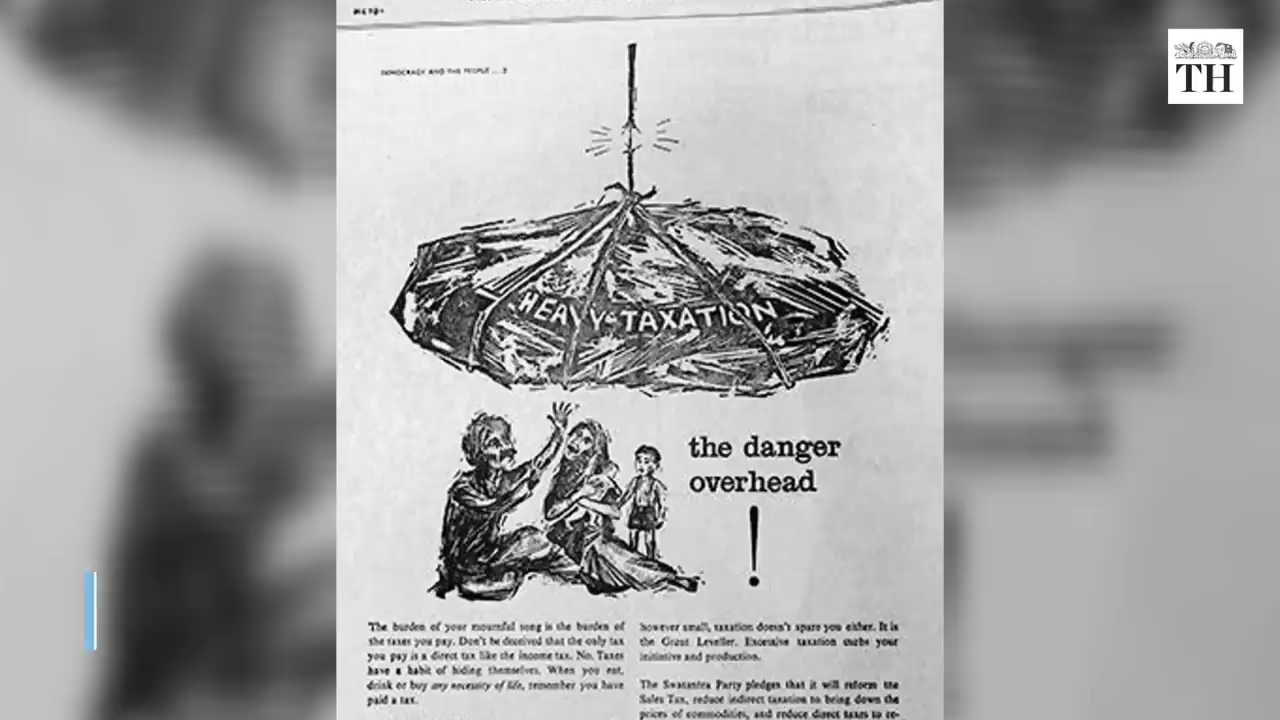 TH
DEMOCRACY AND THE PEOPLE ... 3
HEAVY TAXATION
the danger
overhead
!
The burden of your mournful song is the burden of
the taxes you pay. Don't be deceived that the only tax
you pay is a direct tax like the income tax. No. Taxes
have a habit of hiding themselves. When you eat,
drink or buy any necessity of life, remember you have
paid a tax.
however small, taxation doesn't spare you either. It is
the Great Leveller. Excessive taxation curbs your
initiative and production.
The Swatantra Party pledges that it will reform the
Sales Tax, reduce indirect taxation to bring down the
prices of commodities, and reduce direct taxes to re-